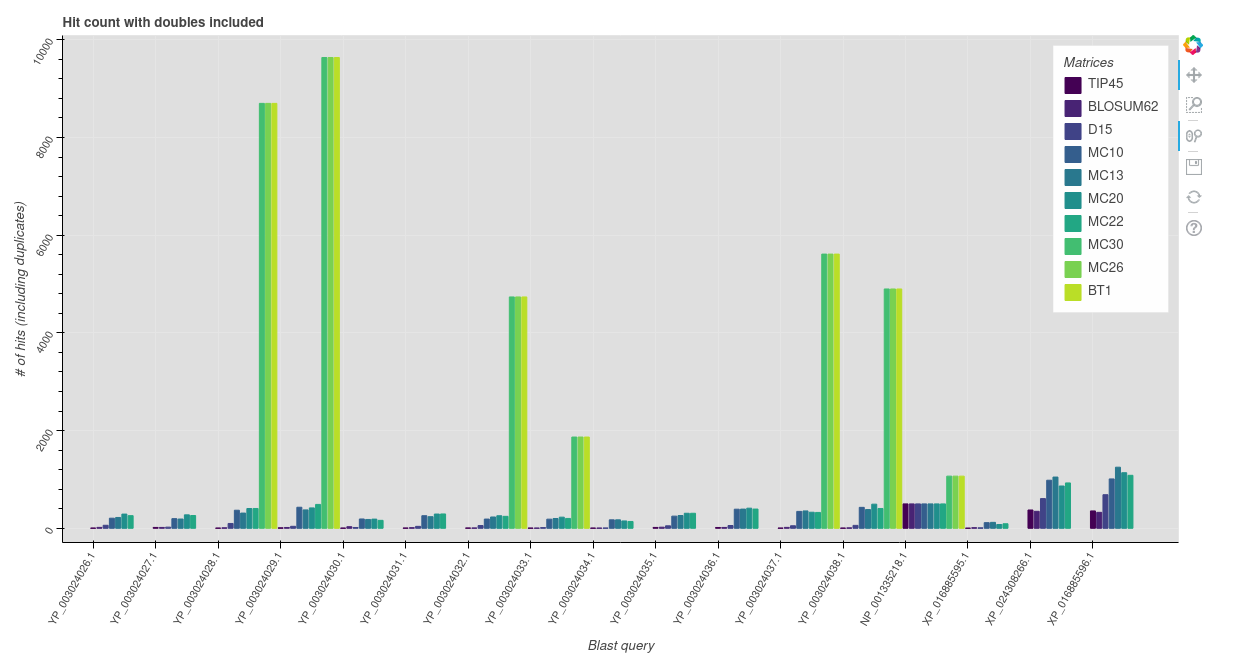 Hit count with doubles included
10000
8000
6000
4000
2000
0
# of hits (including duplicates)
Matrices
TIP45
BLOSUM62
D15
MC10
MC13
MC20
MC22
MC30
MC26
BT1
YP_003024026.1
YP_003024027.1
YP_003024028.1
YP_003024029.1
YP_003024030.1
YP_003024031.1
YP_003024032.1
YP_003024033.1
YP_003024034.1
YP_003024035.1
YP_003024036.1
YP_003024037.1
YP_003024038.1
NP_001335218.1
XP_016885595.1
XP_024308266.1
XP_016885596.1
Blast query